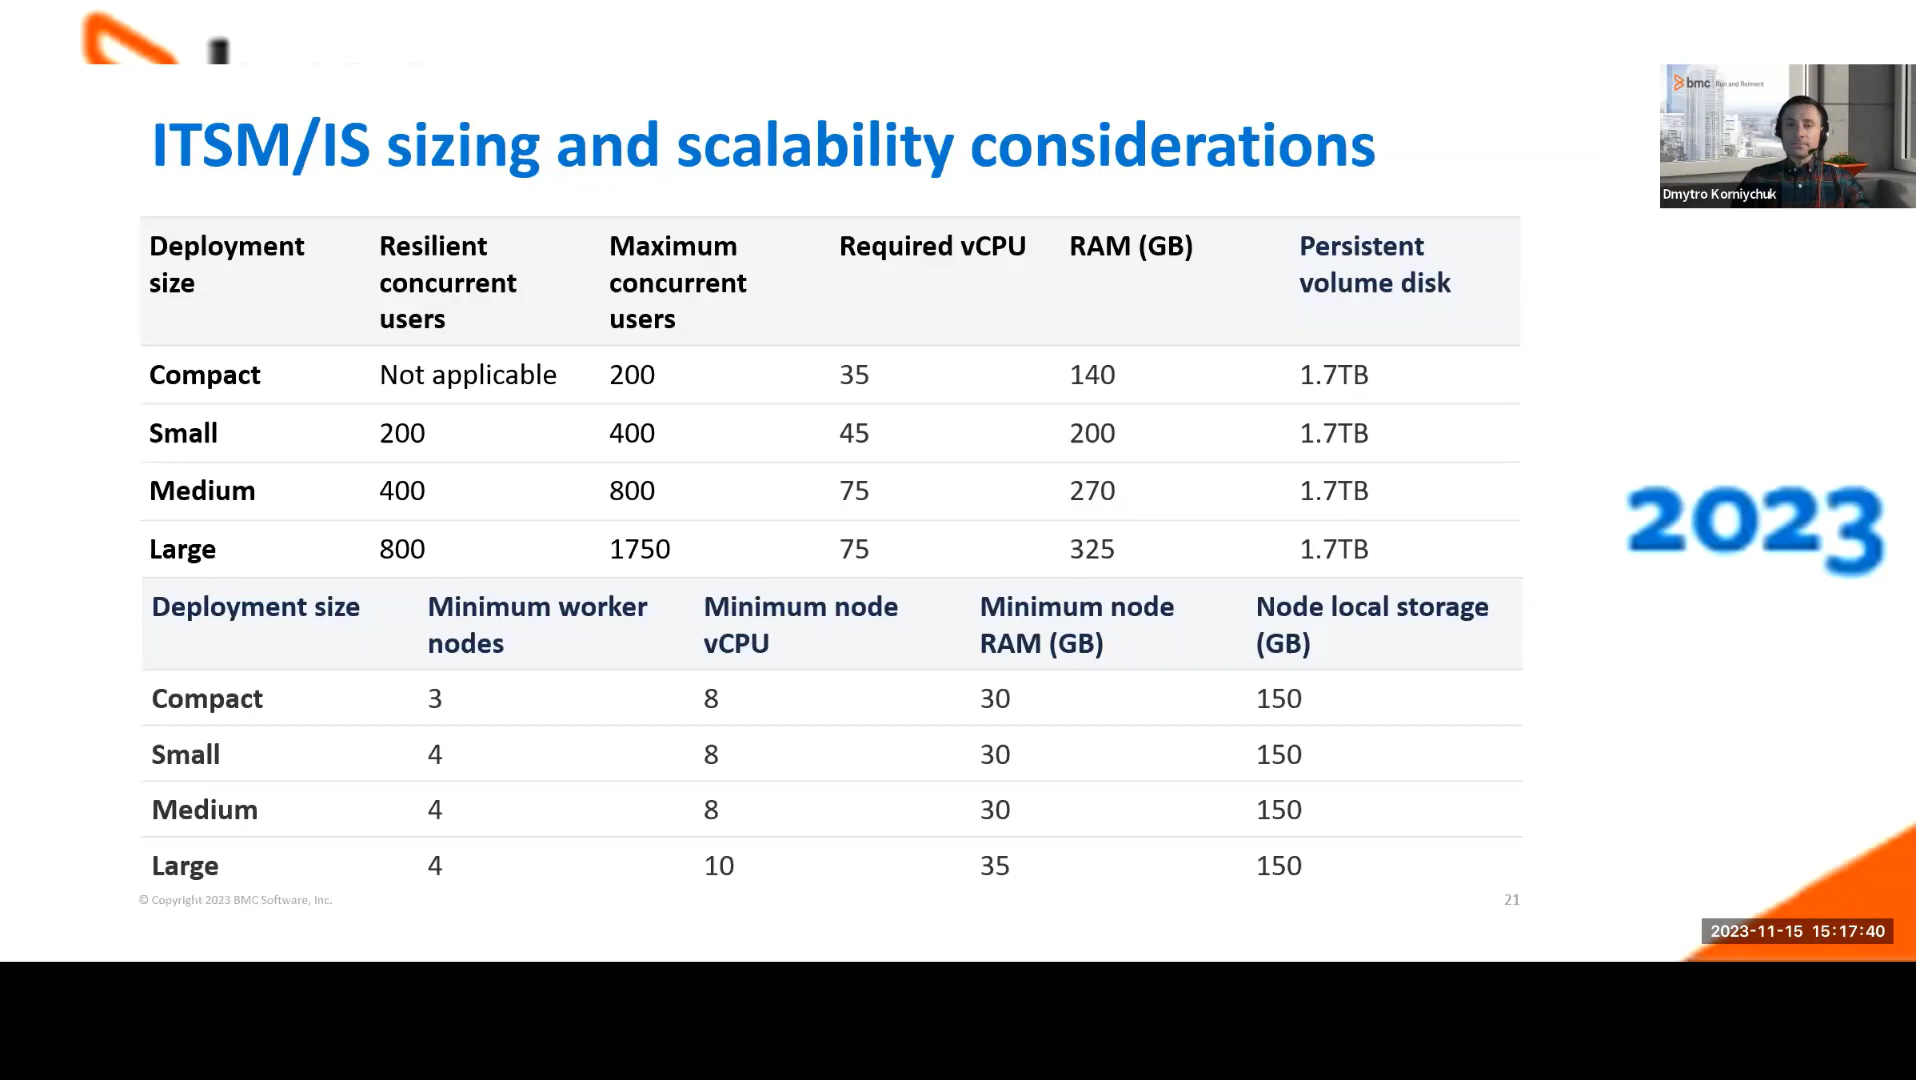 bmc Run and Reinvent
Dmytro Korniychuk
ITSM/IS sizing and scalability considerations
Deployment size Resilient concurrent users Maximum concurrent users Required vCPU RAM (GB) Persistent volume disk
Compact Not applicable 200 35 140 1.7TB
Small 200 400 45 200 1.7TB
Medium 400 800 75 270 1.7TB
Large 800 1750 75 325 1.7TB
Deployment size Minimum worker nodes Minimum node vCPU Minimum node RAM (GB) Node local storage (GB)
Compact 3 8 30 150
Small 4 8 30 150
Medium 4 8 30 150
Large 4 10 35 150
© Copyright 2023 BMC Software, Inc.
21
2023
2023-11-15 15:17:40